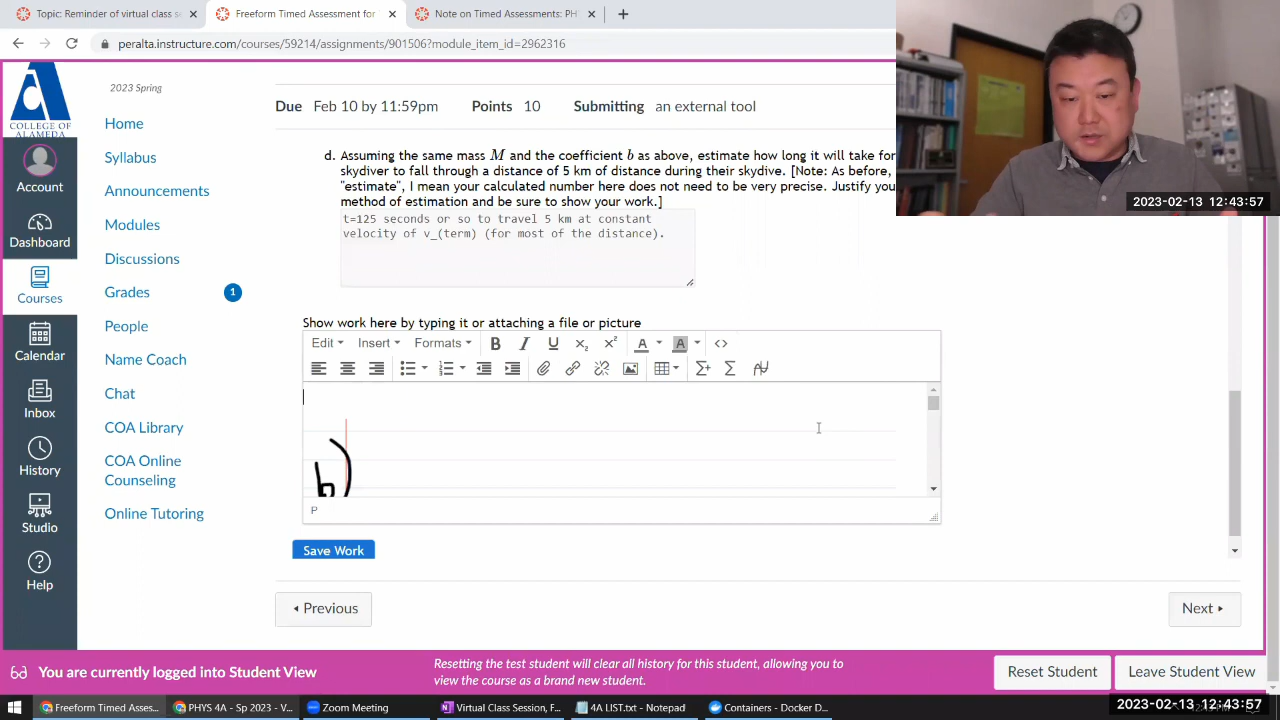 Topic: Reminder of virtual class se
Freeform Timed Assessment for
Note on Timed Assessments: PH
peralta.instructure.com/courses/59214/assignments/901506?module_item_id=2962316
COLLEGE OF
ALAMEDA
Account
Dashboard
Courses
Calendar
Inbox
History
Studio
Help
2023 Spring
Home
Syllabus
Announcements
Modules
Discussions
Grades 1
People
Name Coach
Chat
COA Library
COA Online
Counseling
Online Tutoring
Due Feb 10 by 11:59pm Points 10 Submitting an external tool
d. Assuming the same mass M and the coefficient b as above, estimate how long it will take for
skydiver to fall through a distance of 5 km of distance during their skydive. [Note: As before,
"estimate", I mean your calculated number here does not need to be very precise. Justify you
method of estimation and be sure to show your work.]
t=125 seconds or so to travel 5 km at constant
velocity of v_(term) (for most of the distance).
Show work here by typing it or attaching a file or picture
Edit Insert Formats B I U X₂ X² A A <>
b)
P
Save Work
Previous
Next
2023-02-13 12:43:57
You are currently logged into Student View
Resetting the test student will clear all history for this student, allowing you to
view the course as a brand new student.
Reset Student
Leave Student View
Freeform Timed Asses...
PHYS 4A - Sp 2023 - V...
Zoom Meeting
Virtual Class Session, F...
4A LIST.txt - Notepad
Containers - Docker D...
2023-02-13 12:43:57